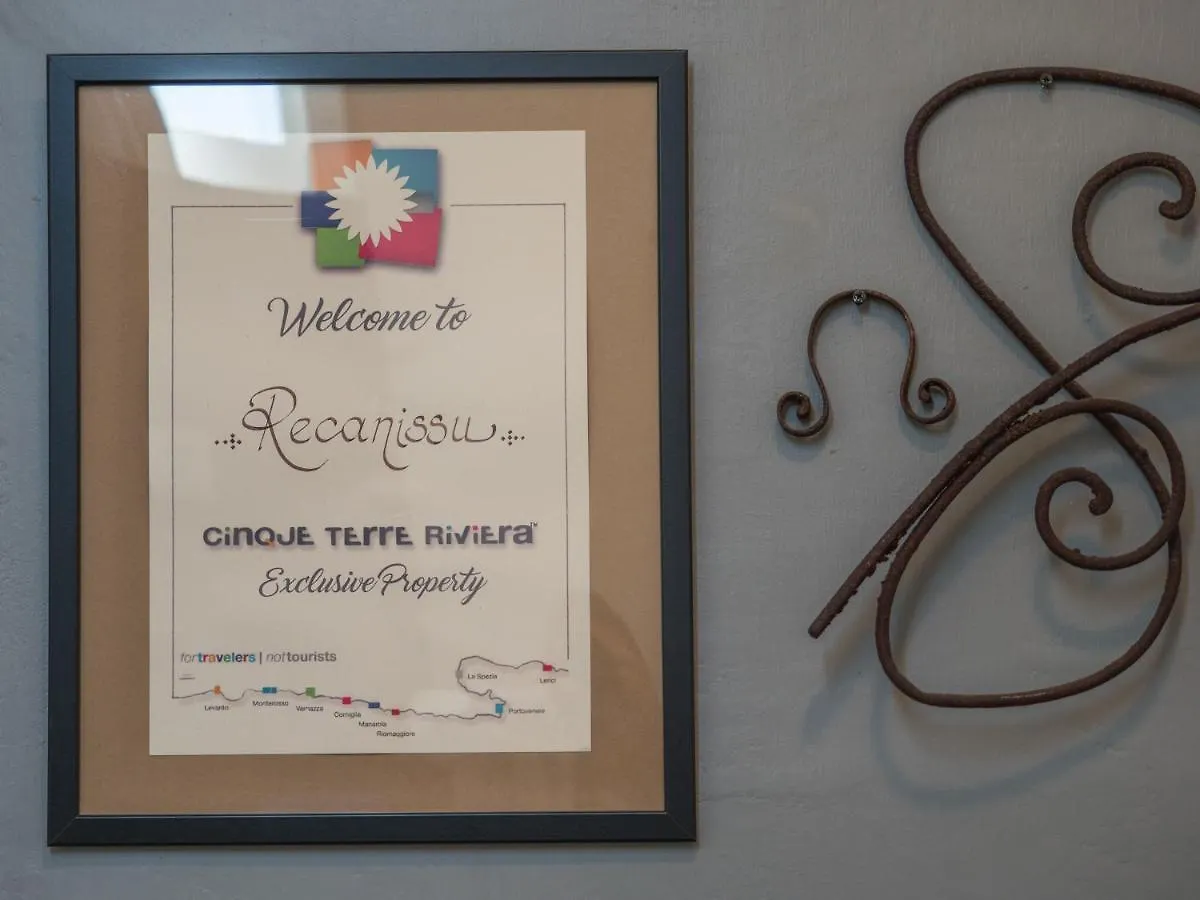 Welcome to
Recanissu
CINQUE TERRE RIVIERA™
Exclusive Property
fortravelers | nottourists
La Spezia
Lerici
Levanto
Monterosso
Vernazza
Corniglia
Manarola
Riomaggiore
Portovenere